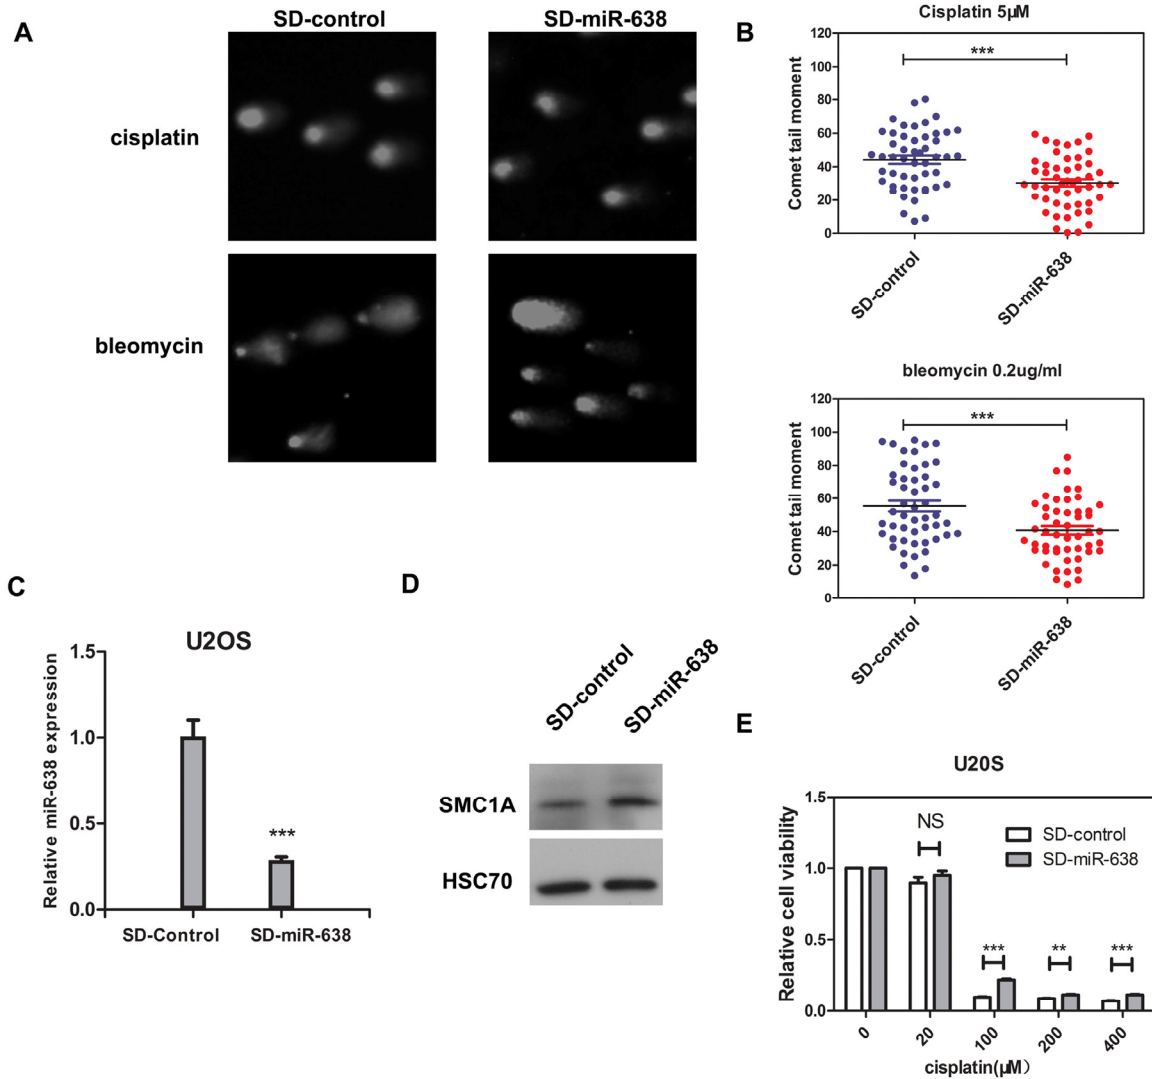 A
SD-control
SD-miR-638
cisplatin
bleomycin
B
Cisplatin 5µM
***
Comet tail moment
120
100
80
60
40
20
0
SD-control
SD-miR-638
bleomycin 0.2ug/ml
***
Comet tail moment
120
100
80
60
40
20
0
SD-control
SD-miR-638
C
U2OS
Relative miR-638 expression
1.5
1.0
0.5
0.0
***
SD-Control
SD-miR-638
D
SD-control
SD-miR-638
SMC1A
HSC70
E
U20S
Relative cell viability
1.5
1.0
0.5
0.0
NS
SD-control
SD-miR-638
***
**
***
0
20
100
200
400
cisplatin(µM）